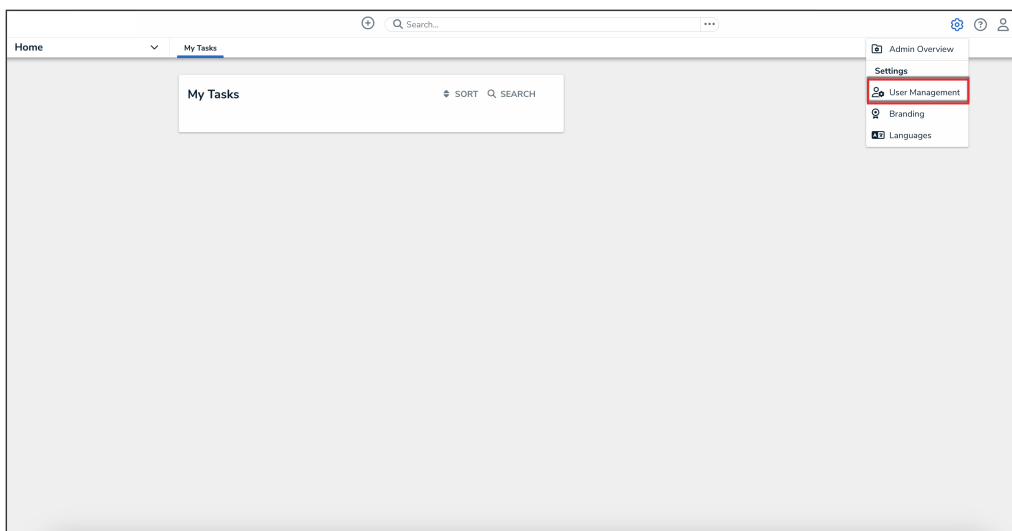 Search...
Home
My Tasks
Admin Overview
Settings
User Management
Branding
Languages
My Tasks
SORT
SEARCH